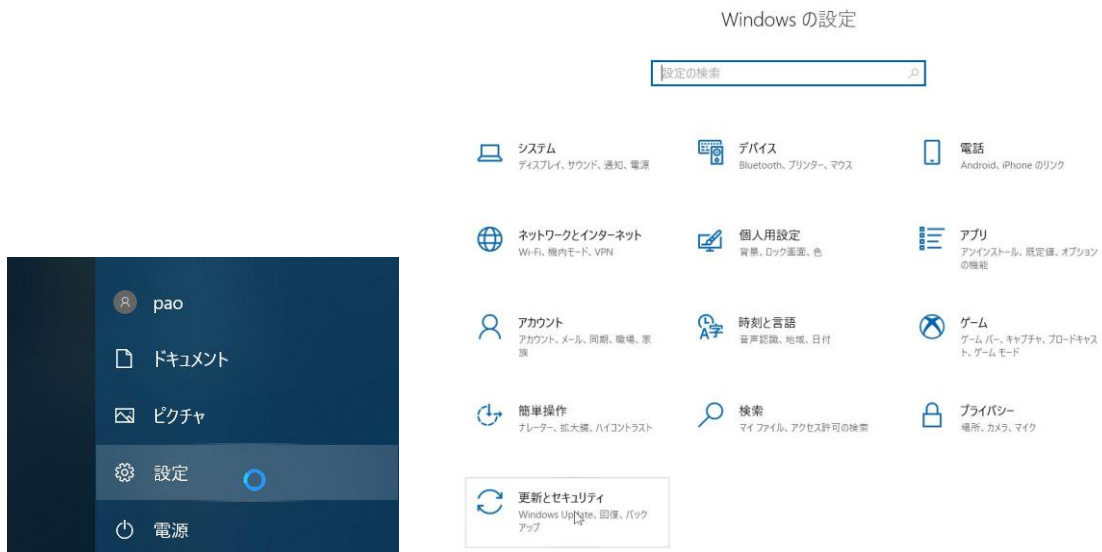 pao
ドキュメント
ピクチャ
設定
電源
Windows の設定
設定の検索
システム
ディスプレイ、サウンド、通知、電源
デバイス
Bluetooth、プリンター、マウス
電話
Android、iPhone のリンク
ネットワークとインターネット
Wi-Fi、機内モード、VPN
個人用設定
背景、ロック画面、色
アプリ
アンインストール、既定値、オプション
の機能
アカウント
アカウント、メール、同期、職場、家
族
時刻と言語
音声認識、地域、日付
ゲーム
ゲーム バー、キャプチャ、ブロードキャス
ト、ゲーム モード
簡単操作
ナレーター、拡大鏡、ハイコントラスト
検索
マイ ファイル、アクセス許可の検索
プライバシー
場所、カメラ、マイク
更新とセキュリティ
Windows Update、回復、バック
アップ